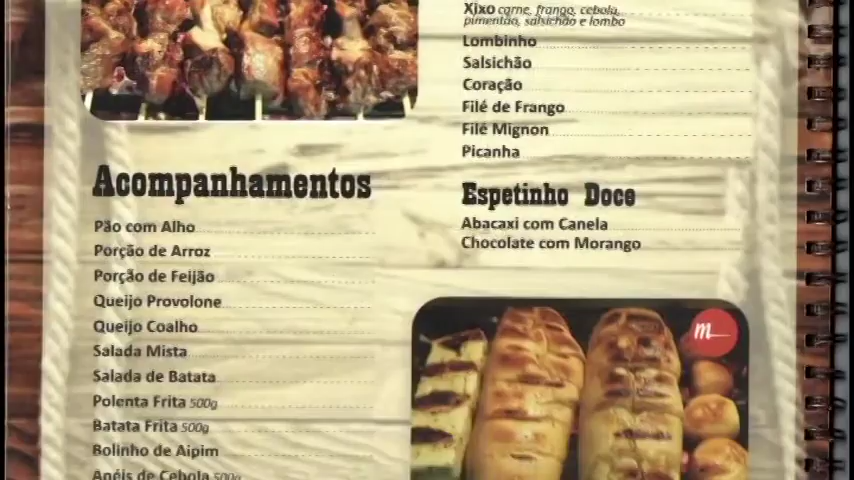 Acompanhamentos
Pão com Alho
Porção de Arroz
Porção de Feijão
Queijo Provolone
Queijo Coalho
Salada Mista
Salada de Batata
Polenta Frita 500g
Batata Frita 500g
Bolinho de Aipim
Anéis de Cebola 500g
Xixo carne, frango, cebola,
pimentão, salsichão e lombo
Lombinho
Salsichão
Coração
Filé de Frango
Filé Mignon
Picanha
Espetinho Doce
Abacaxi com Canela
Chocolate com Morango
m